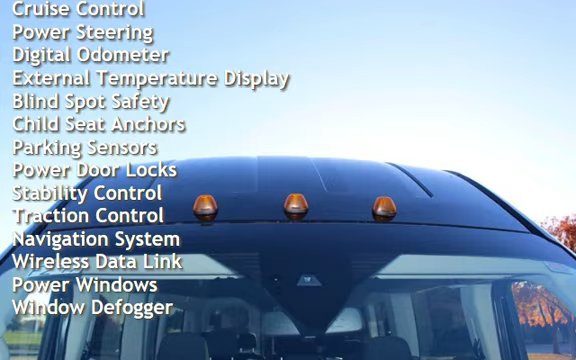 Cruise Control
Power Steering
Digital Odometer
External Temperature Display
Blind Spot Safety
Child Seat Anchors
Parking Sensors
Power Door Locks
Stability Control
Traction Control
Navigation System
Wireless Data Link
Power Windows
Window Defogger